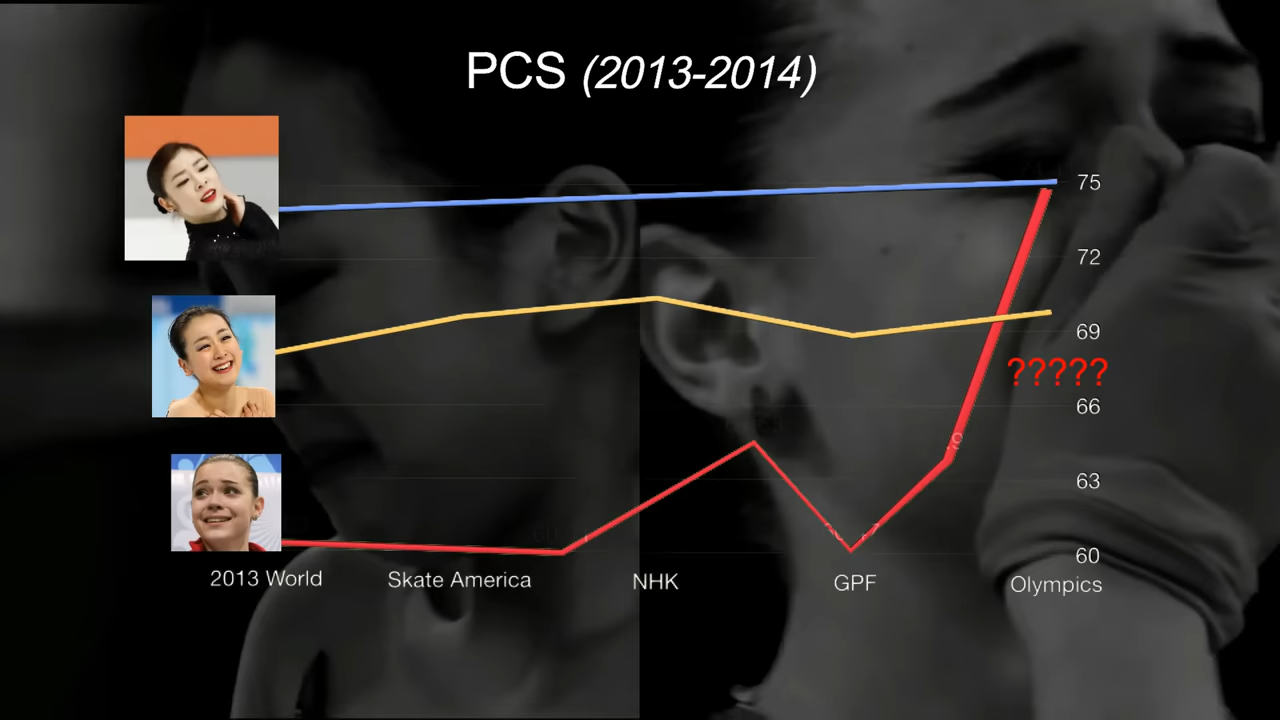 PCS (2013-2014)
75
72
69
?????
66
63
60
2013 World
Skate America
NHK
GPF
Olympics